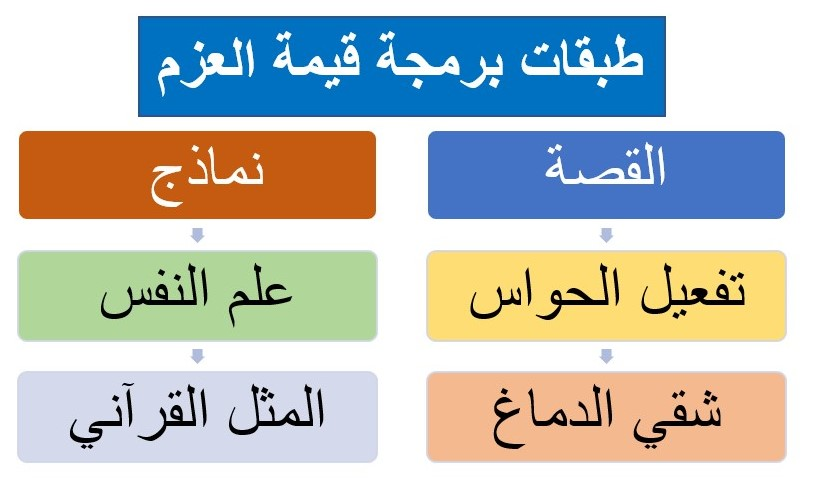 طبقات برمجة قيمة العزم
القصة
تفعيل الحواس
شقي الدماغ
نماذج
علم النفس
المثل القرآني